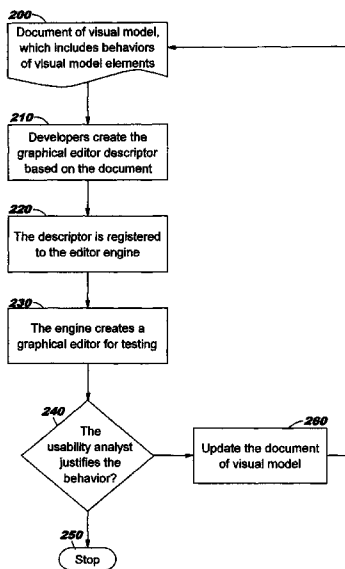 200
Document of visual model,
which includes behaviors
of visual model elements
210
Developers create the
graphical editor descriptor
based on the document
220
The descriptor is registered
to the editor engine
230
The engine creates a
graphical editor for testing
240
The
usability analyst
justifies the
behavior?
260
Update the document
of visual model
250
Stop